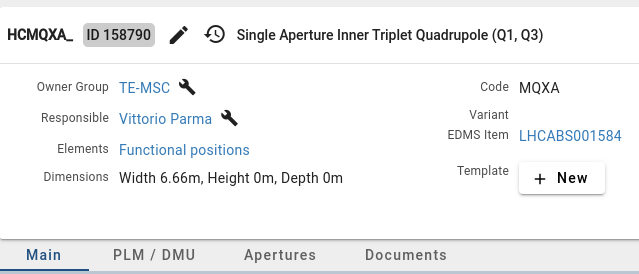 HCMQXA_ ID 158790 Single Aperture Inner Triplet Quadrupole (Q1, Q3)
Owner Group TE-MSC
Responsible Vittorio Parma
Elements Functional positions
Dimensions Width 6.66m, Height 0m, Depth 0m
Code MQXA
Variant
EDMS Item LHCABS001584
Template + New
Main PLM / DMU Apertures Documents